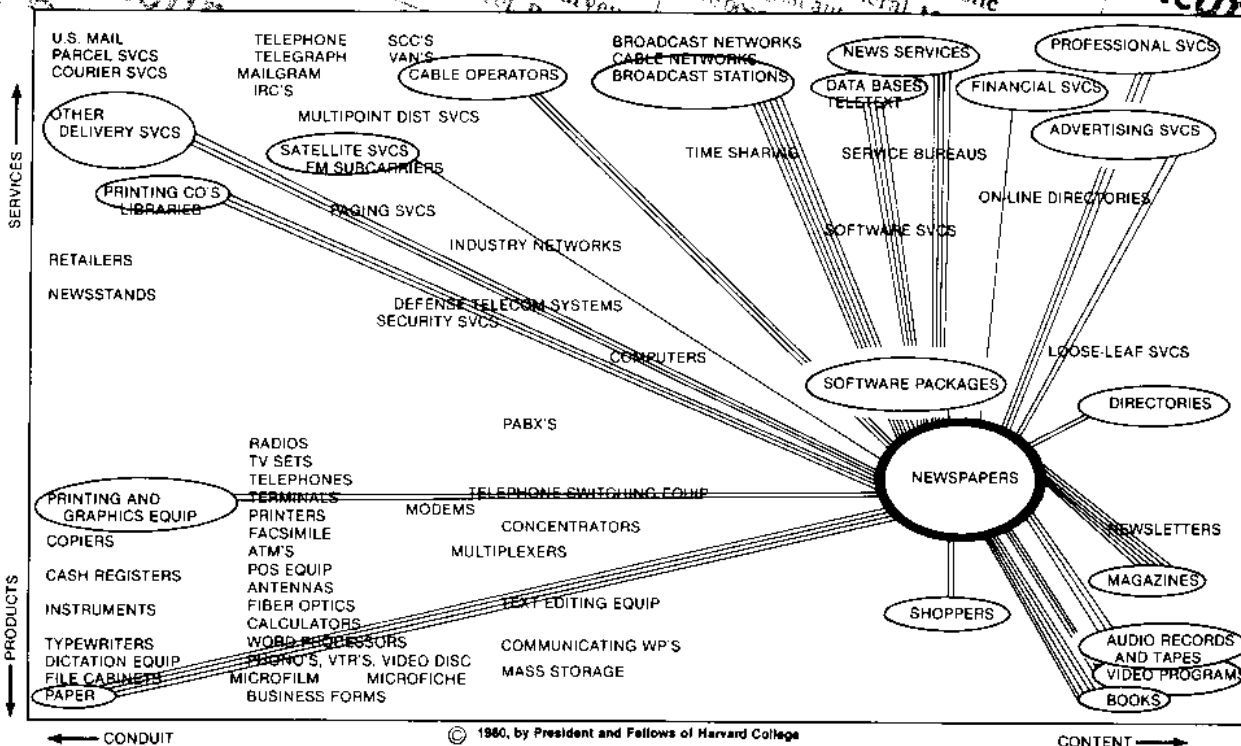 U.S. MAIL
PARCEL SVCS
COURIER SVCS
TELEPHONE
TELEGRAPH
MAILGRAM
IRC'S
SCC'S
VAN'S
CABLE OPERATORS
BROADCAST NETWORKS
CABLE NETWORKS
BROADCAST STATIONS
NEWS SERVICES
PROFESSIONAL SVCS
DATA BASES
TELETEXT
FINANCIAL SVCS
OTHER
DELIVERY SVCS
MULTIPOINT DIST SVCS
ADVERTISING SVCS
SATELLITE SVCS
FM SUBCARRIERS
TIME SHARING
SERVICE BUREAUS
PRINTING CO'S
LIBRARIES
PAGING SVCS
ON-LINE DIRECTORIES
INDUSTRY NETWORKS
SOFTWARE SVCS
RETAILERS
NEWSSTANDS
DEFENSE TELECOM SYSTEMS
SECURITY SVCS
COMPUTERS
LOOSE-LEAF SVCS
SOFTWARE PACKAGES
DIRECTORIES
PABX'S
RADIOS
TV SETS
TELEPHONES
TERMINALS
PRINTERS
FACSIMILE
ATM'S
POS EQUIP
ANTENNAS
FIBER OPTICS
CALCULATORS
WORD PROCESSORS
PHONO'S, VTR'S, VIDEO DISC
MICROFILM MICROFICHE
BUSINESS FORMS
NEWSPAPERS
PRINTING AND
GRAPHICS EQUIP
TELEPHONE SWITCHING EQUIP
MODEMS
CONCENTRATORS
MULTIPLEXERS
NEWSLETTERS
COPIERS
CASH REGISTERS
INSTRUMENTS
TYPEWRITERS
DICTATION EQUIP
FILE CABINETS
PAPER
TEXT EDITING EQUIP
COMMUNICATING WP'S
MASS STORAGE
MAGAZINES
SHOPPERS
AUDIO RECORDS
AND TAPES
VIDEO PROGRAMS
BOOKS
SERVICES
PRODUCTS
CONDUIT
© 1980, by President and Fellows of Harvard College
CONTENT